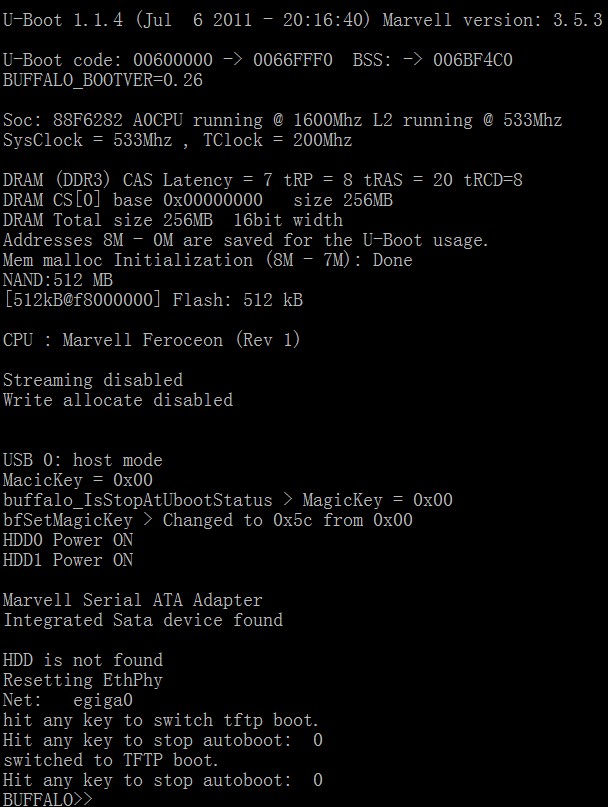 U-Boot 1.1.4 (Jul  6 2011 - 20:16:40) Marvell version: 3.5.3
U-Boot code: 00600000 -> 0066FFF0  BSS: -> 006BF4C0
BUFFALO_BOOTVER=0.26
Soc: 88F6282 A0CPU running @ 1600Mhz L2 running @ 533Mhz
SysClock = 533Mhz , TClock = 200Mhz
DRAM (DDR3) CAS Latency = 7 tRP = 8 tRAS = 20 tRCD=8
DRAM CS[0] base 0x00000000   size 256MB
DRAM Total size 256MB  16bit width
Addresses 8M - 0M are saved for the U-Boot usage.
Mem malloc Initialization (8M - 7M): Done
NAND:512 MB
[512kB@f8000000] Flash: 512 kB
CPU : Marvell Feroceon (Rev 1)
Streaming disabled
Write allocate disabled
USB 0: host mode
MacicKey = 0x00
buffalo_IsStopAtUbootStatus > MagicKey = 0x00
bfSetMagicKey > Changed to 0x5c from 0x00
HDD0 Power ON
HDD1 Power ON
Marvell Serial ATA Adapter
Integrated Sata device found
HDD is not found
Resetting EthPhy
Net:   egiga0
hit any key to switch tftp boot.
Hit any key to stop autoboot:  0
switched to TFTP boot.
Hit any key to stop autoboot:  0
BUFFALO>>